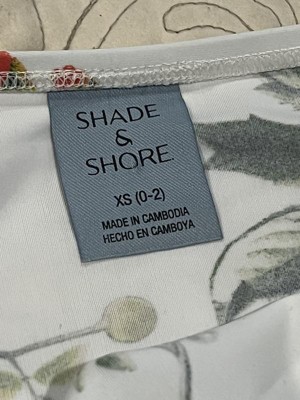 SHADE
&
SHORE
XS (0-2)
MADE IN CAMBODIA
HECHO EN CAMBOYA